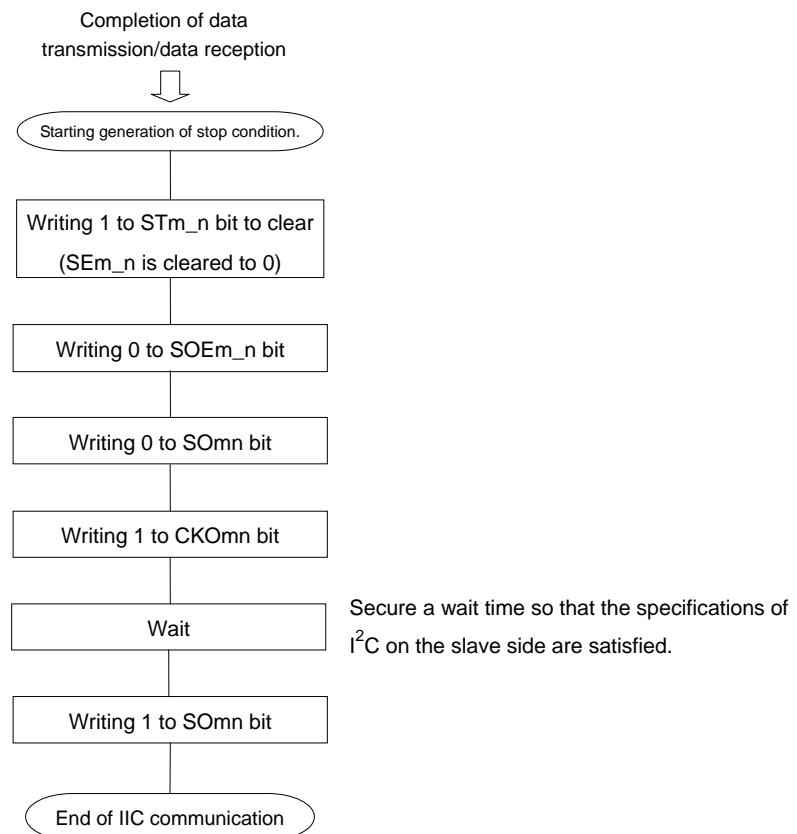 Completion of data
transmission/data reception
Starting generation of stop condition.
Writing 1 to STm_n bit to clear
(SEm_n is cleared to 0)
Writing 0 to SOEm_n bit
Writing 0 to SOmn bit
Writing 1 to CKOmn bit
Wait
Secure a wait time so that the specifications of
I²C on the slave side are satisfied.
Writing 1 to SOmn bit
End of IIC communication